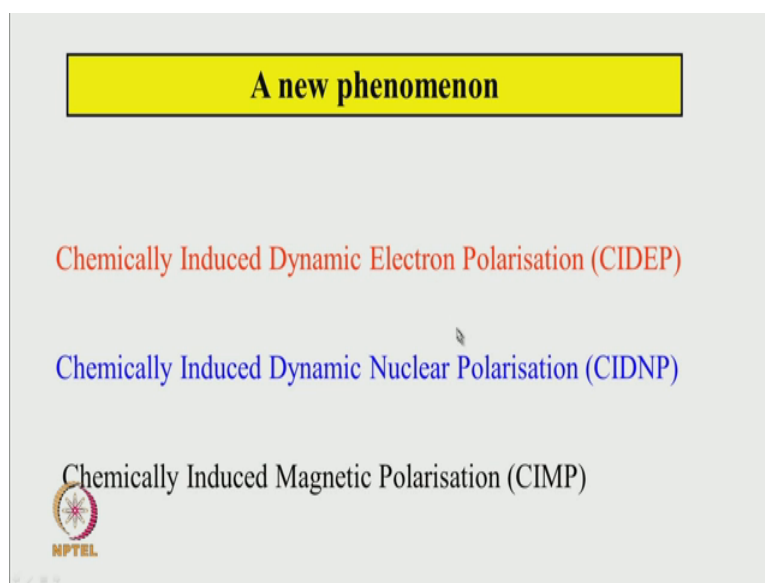 A new phenomenon
Chemically Induced Dynamic Electron Polarisation (CIDEP)
Chemically Induced Dynamic Nuclear Polarisation (CIDNP)
Chemically Induced Magnetic Polarisation (CIMP)
NPTEL